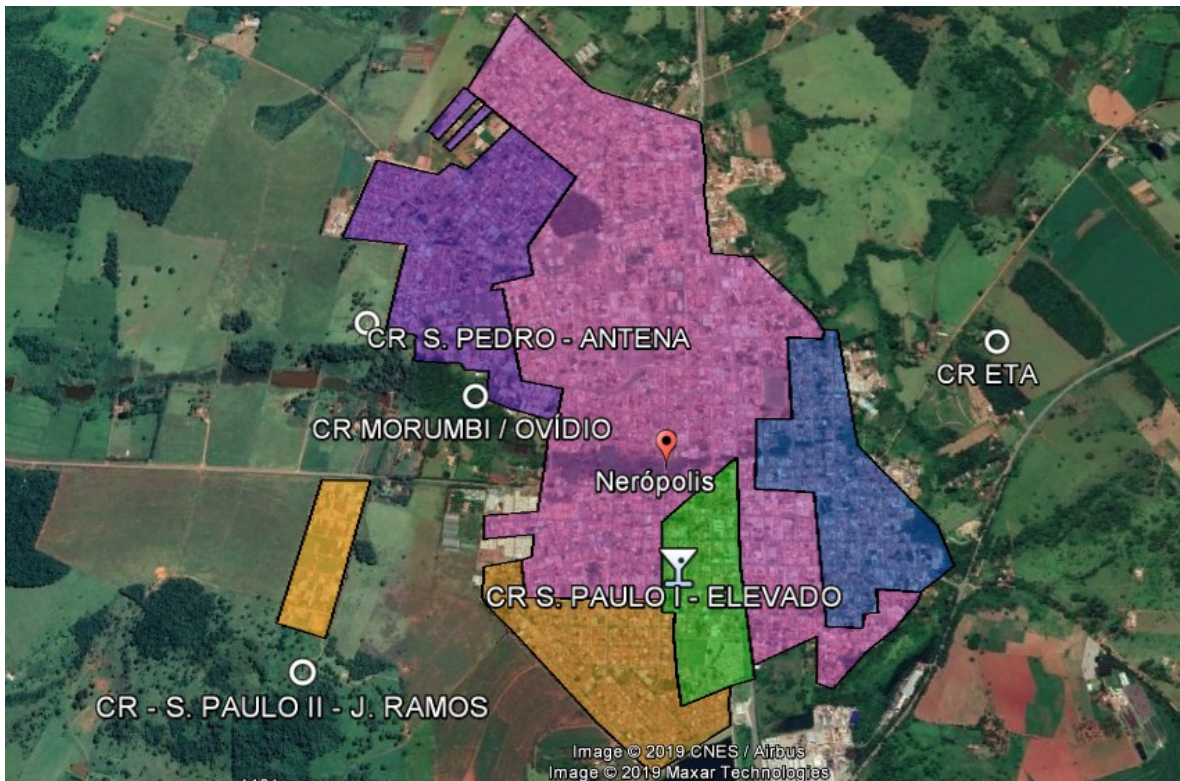 CR S. PEDRO - ANTENA
CR ETA
CR MORUMBI / OVÍDIO
Nerópolis
CR S. PAULO I - ELEVADO
CR - S. PAULO II - J. RAMOS
Image © 2019 CNES / Airbus
Image © 2019 Maxar Technologies